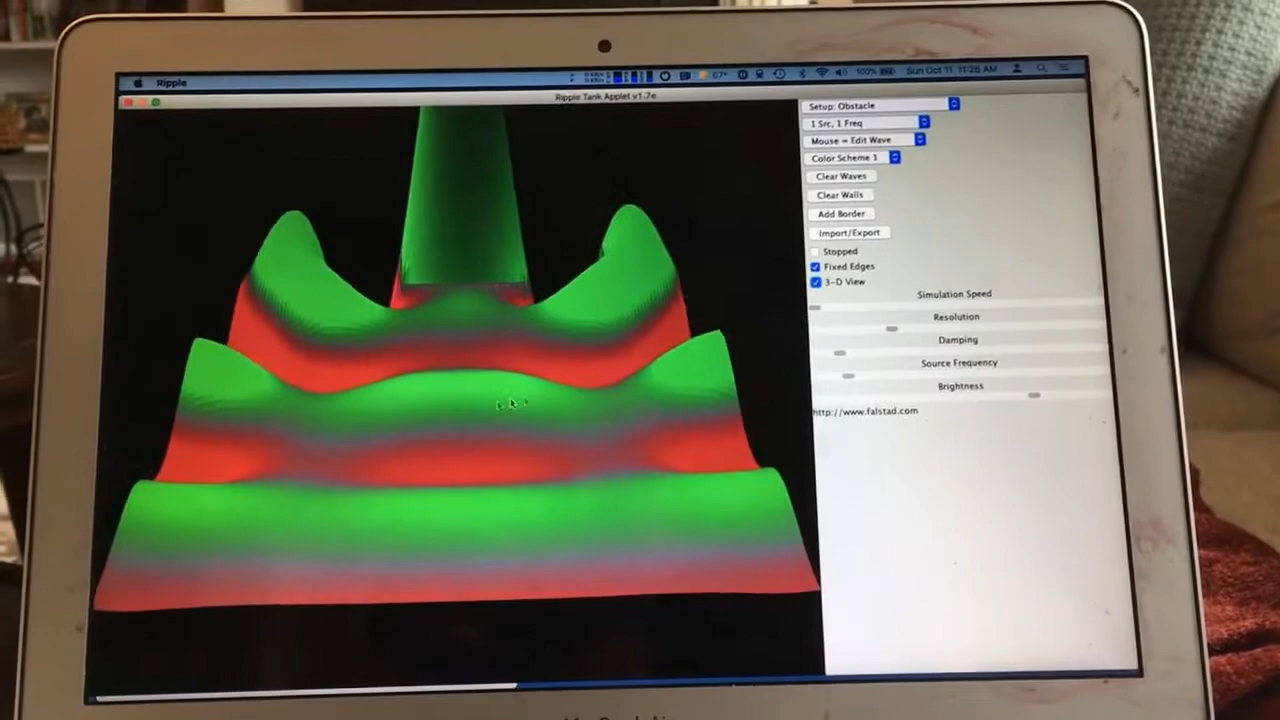 Ripple
67°
100%
Sun Oct 11 11:26 AM
Ripple Tank Applet v1.7e
Setup: Obstacle
1 Src, 1 Freq
Mouse = Edit Wave
Color Scheme 1
Clear Waves
Clear Walls
Add Border
Import/Export
Stopped
Fixed Edges
3-D View
Simulation Speed
Resolution
Damping
Source Frequency
Brightness
http://www.falstad.com